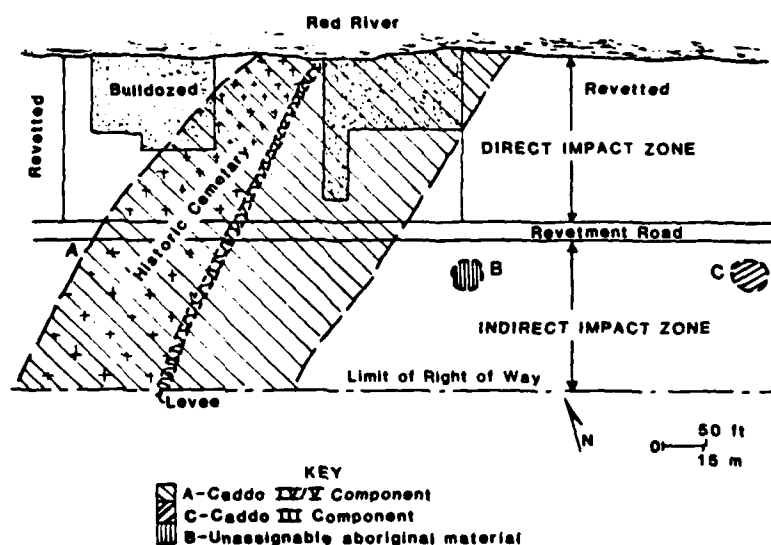 Red River
Bulldozed
Revetted
Revetted
DIRECT IMPACT ZONE
Historic Cemetary
Revetment Road
A
B
C
INDIRECT IMPACT ZONE
Limit of Right of Way
Levee
N
0 50 ft
15 m
KEY
A-Caddo IV/V Component
C-Caddo III Component
B-Unassignable aboriginal material